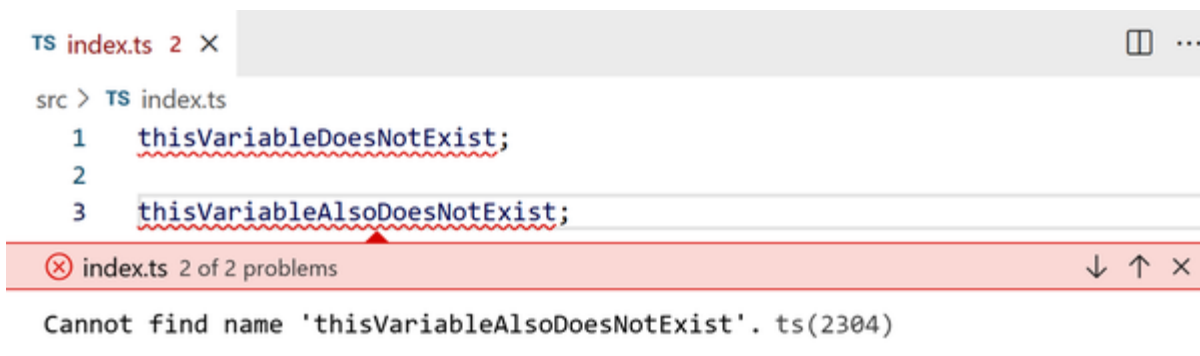 TS index.ts 2
src > TS index.ts
1 thisVariableDoesNotExist;
2
3 thisVariableAlsoDoesNotExist;
index.ts 2 of 2 problems
Cannot find name 'thisVariableAlsoDoesNotExist'. ts(2304)